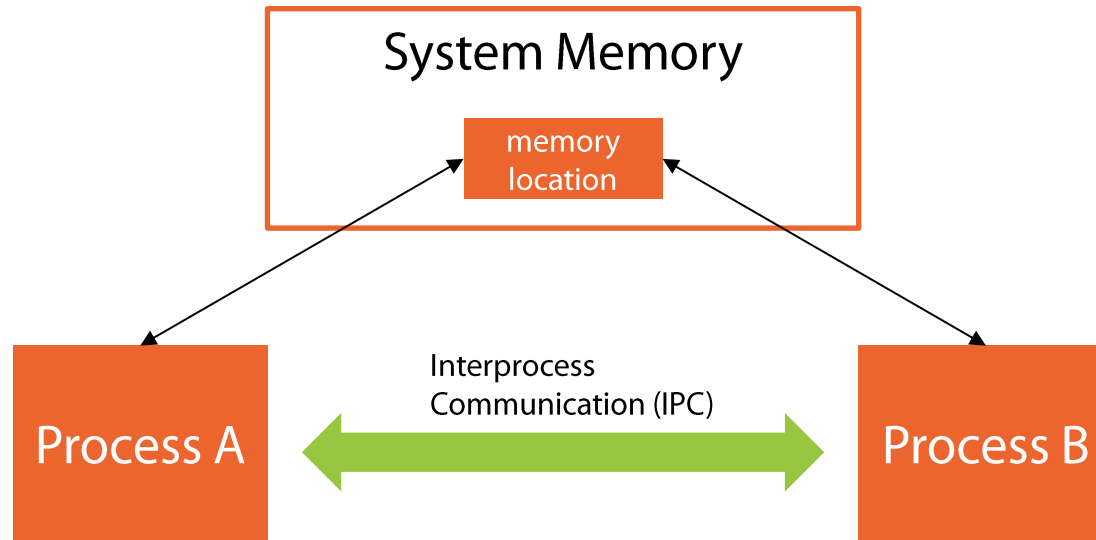 System Memory
memory
location
Interprocess
Communication (IPC)
Process A
Process B